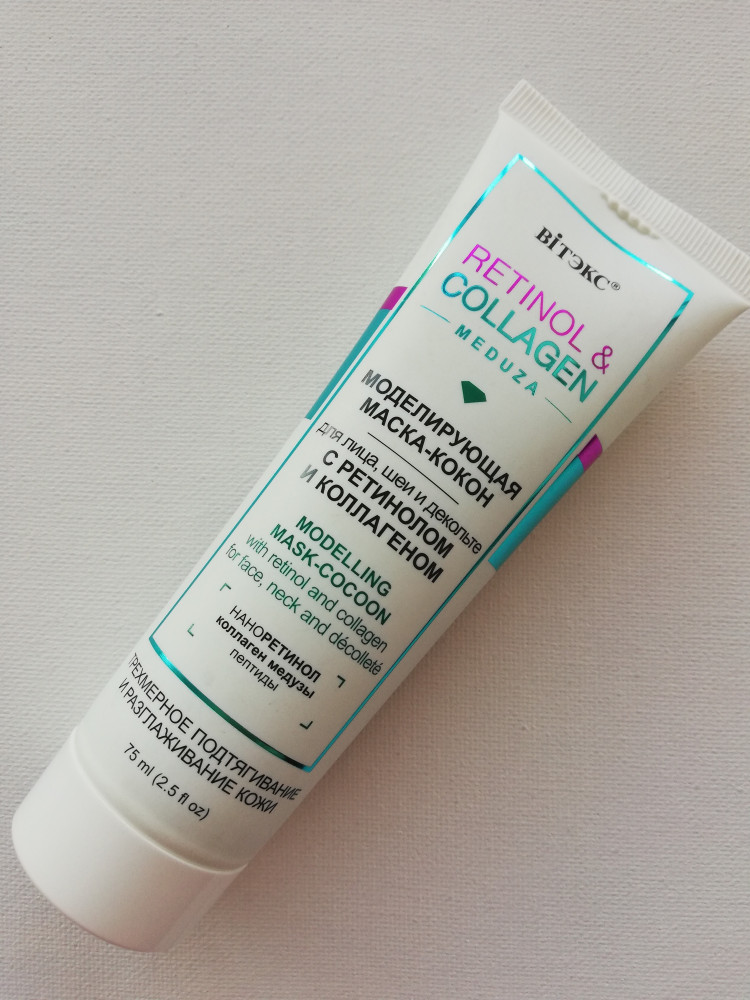 ВіТЭКС®
RETINOL &
COLLAGEN
MEDUZA
МОДЕЛИРУЮЩАЯ
МАСКА-КОКОН
для лица, шеи и декольте
С РЕТИНОЛОМ
И КОЛЛАГЕНОМ
MODELLING
MASK-COCOON
with retinol and collagen
for face, neck and décolleté
НАНОРЕТИНОЛ
коллаген медузы
пептиды
ТРЕХМЕРНОЕ ПОДТЯГИВАНИЕ
И РАЗГЛАЖИВАНИЕ КОЖИ
75 ml (2.5 fl oz)